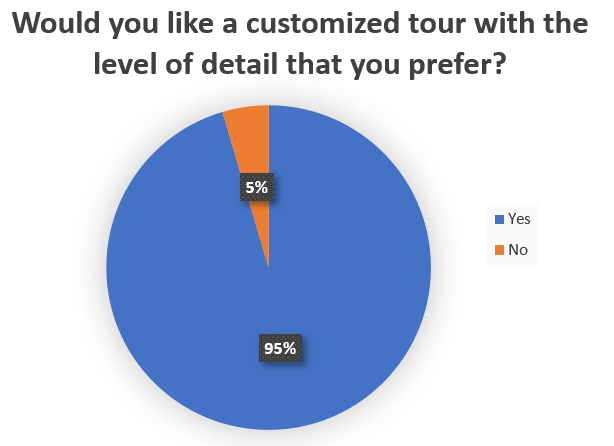 Would you like a customized tour with the
level of detail that you prefer?
5%
Yes
No
95%